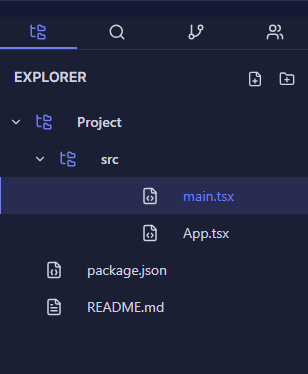 EXPLORER
Project
src
main.tsx
App.tsx
package.json
README.md